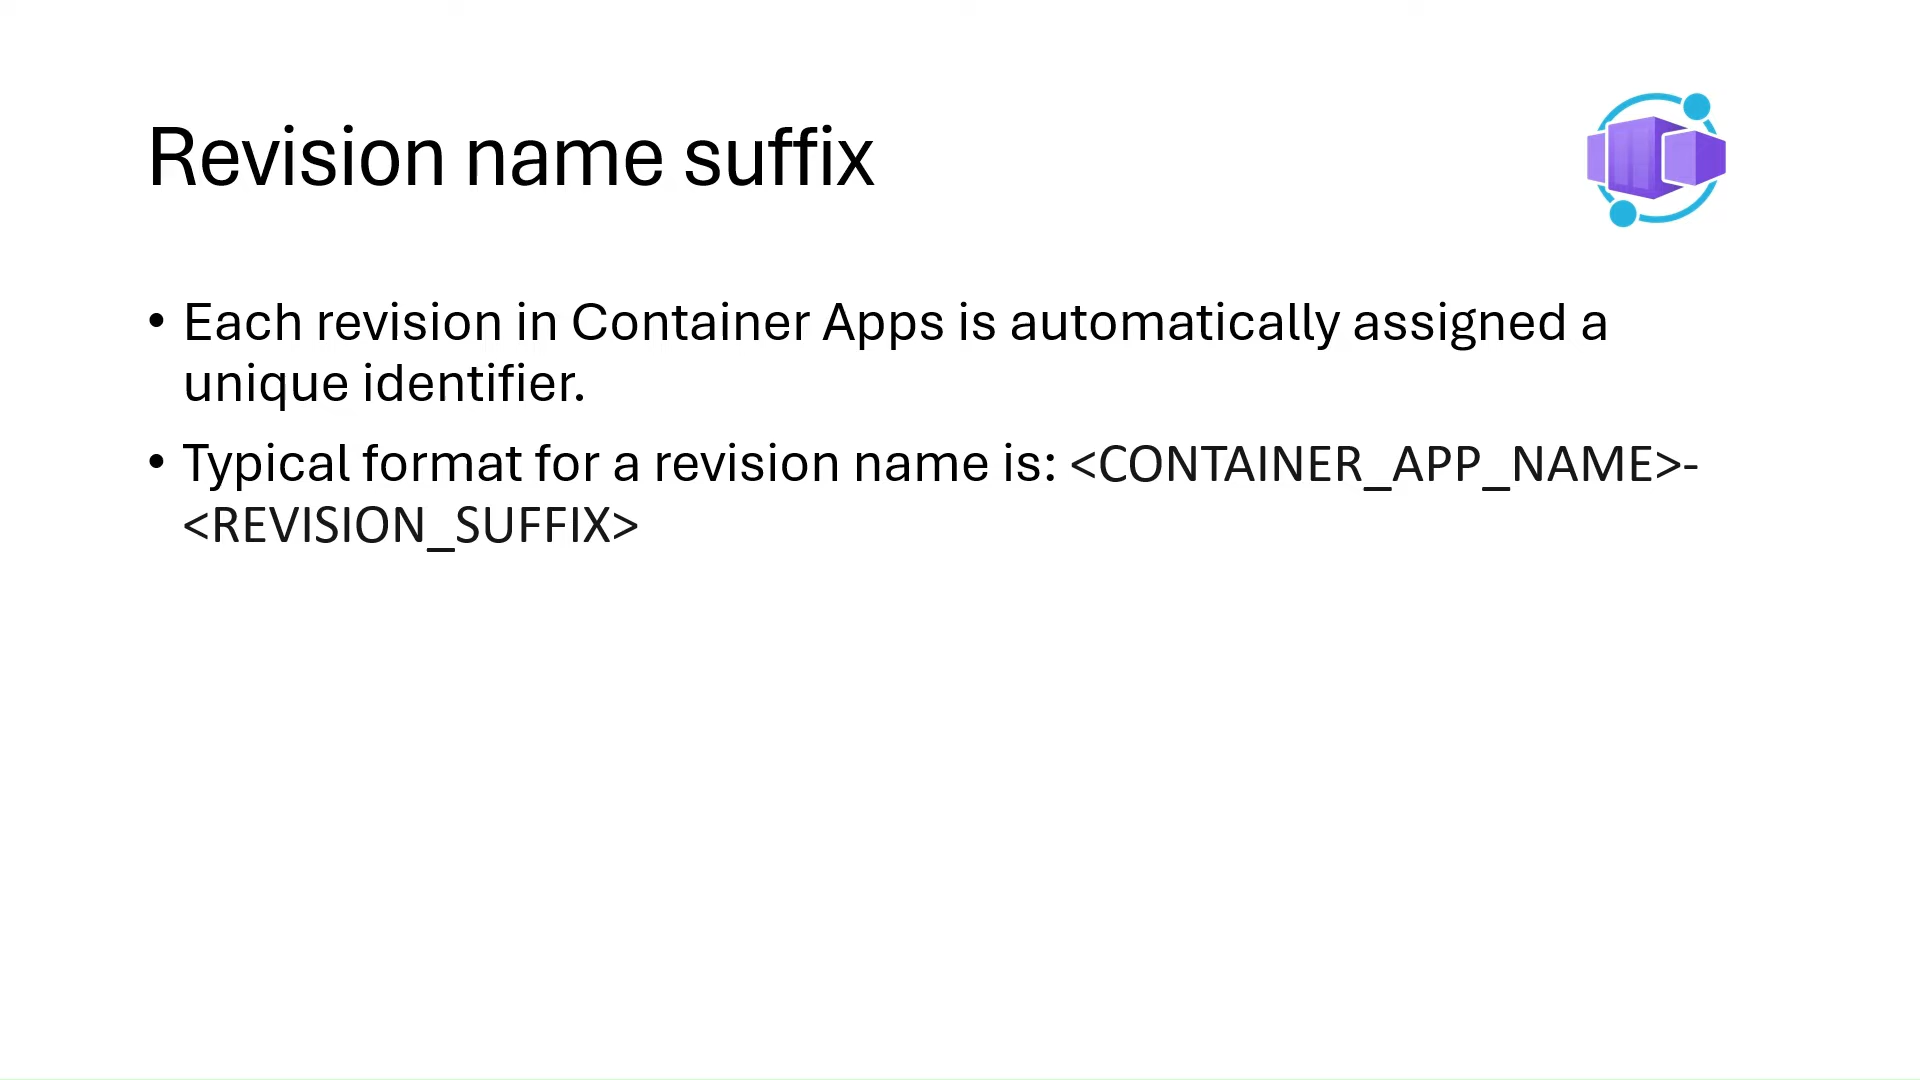 Revision name suffix
• Each revision in Container Apps is automatically assigned a
unique identifier.
• Typical format for a revision name is: <CONTAINER_APP_NAME>-
<REVISION_SUFFIX>